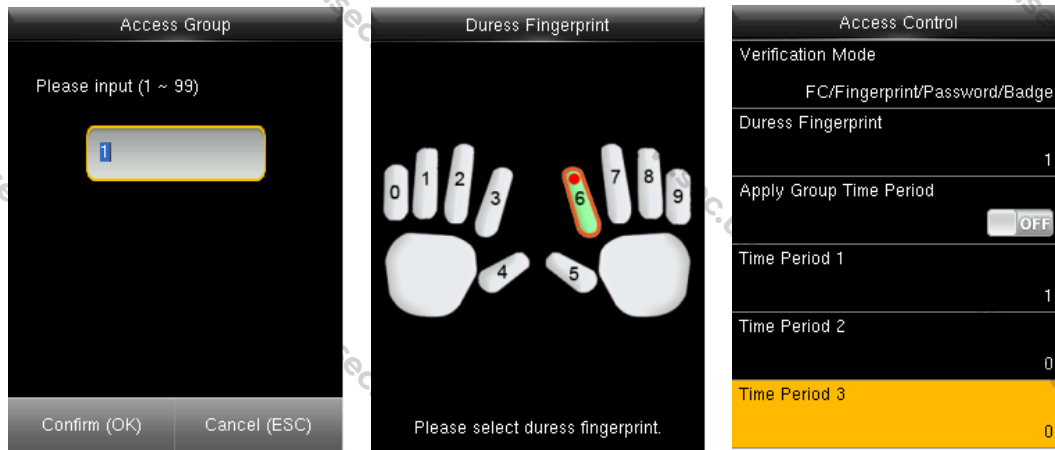 Access Group
Please input (1 ~ 99)
1
Confirm (OK)
Cancel (ESC)
Duress Fingerprint
0
1
2
3
4
5
6
7
8
9
Please select duress fingerprint.
Access Control
Verification Mode
FC/Fingerprint/Password/Badge
Duress Fingerprint
1
Apply Group Time Period
OFF
Time Period 1
1
Time Period 2
0
Time Period 3
0